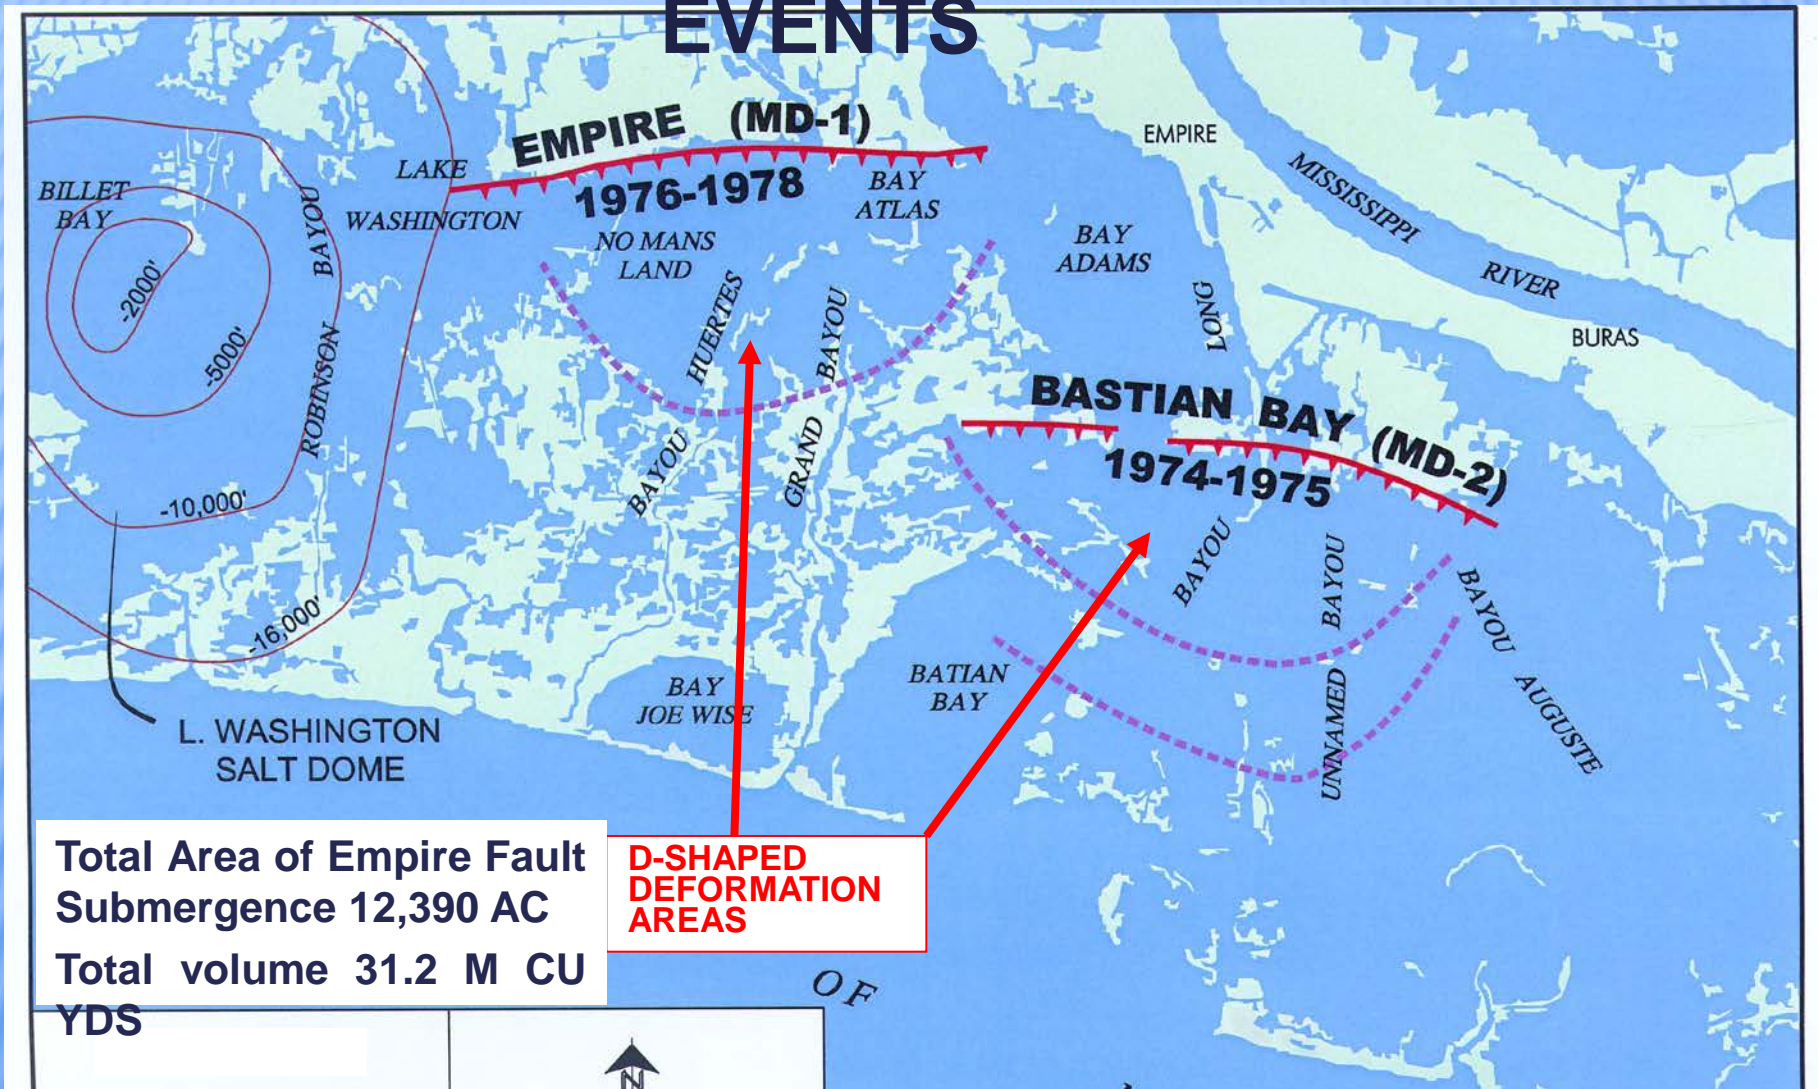 EVENTS
EMPIRE (MD-1)
1976-1978
EMPIRE
MISSISSIPPI
RIVER
BURAS
LAKE
WASHINGTON
BILLET
BAY
BAYOU
ROBINSON
-2000'
-5000'
-10,000'
-16,000'
BAY
ATLAS
NO MANS
LAND
BAY
ADAMS
LONG
HUERTES
BAYOU
BAYOU
GRAND
BASTIAN BAY (MD-2)
1974-1975
BAYOU
BAYOU
UNNAMED
BAYOU
AUGUSTE
BATIAN
BAY
BAY
JOE WISE
L. WASHINGTON
SALT DOME
Total Area of Empire Fault
Submergence 12,390 AC
Total volume 31.2 M CU
YDS
D-SHAPED
DEFORMATION
AREAS
OF
N